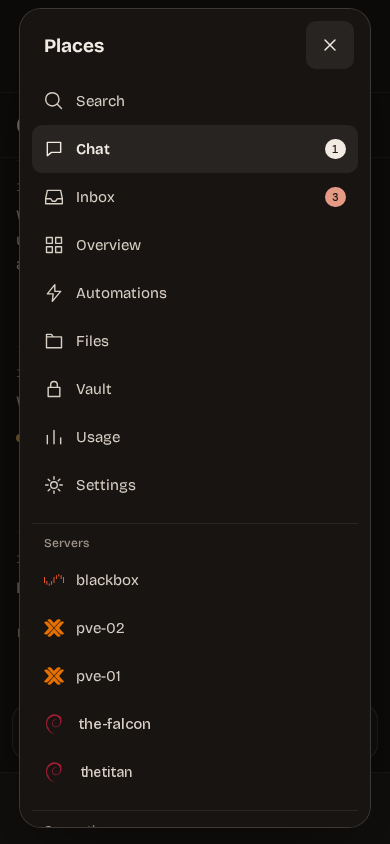 Places
Search
Chat
1
Inbox
3
Overview
Automations
Files
Vault
Usage
Settings
Servers
blackbox
pve-02
pve-01
the-falcon
thetitan